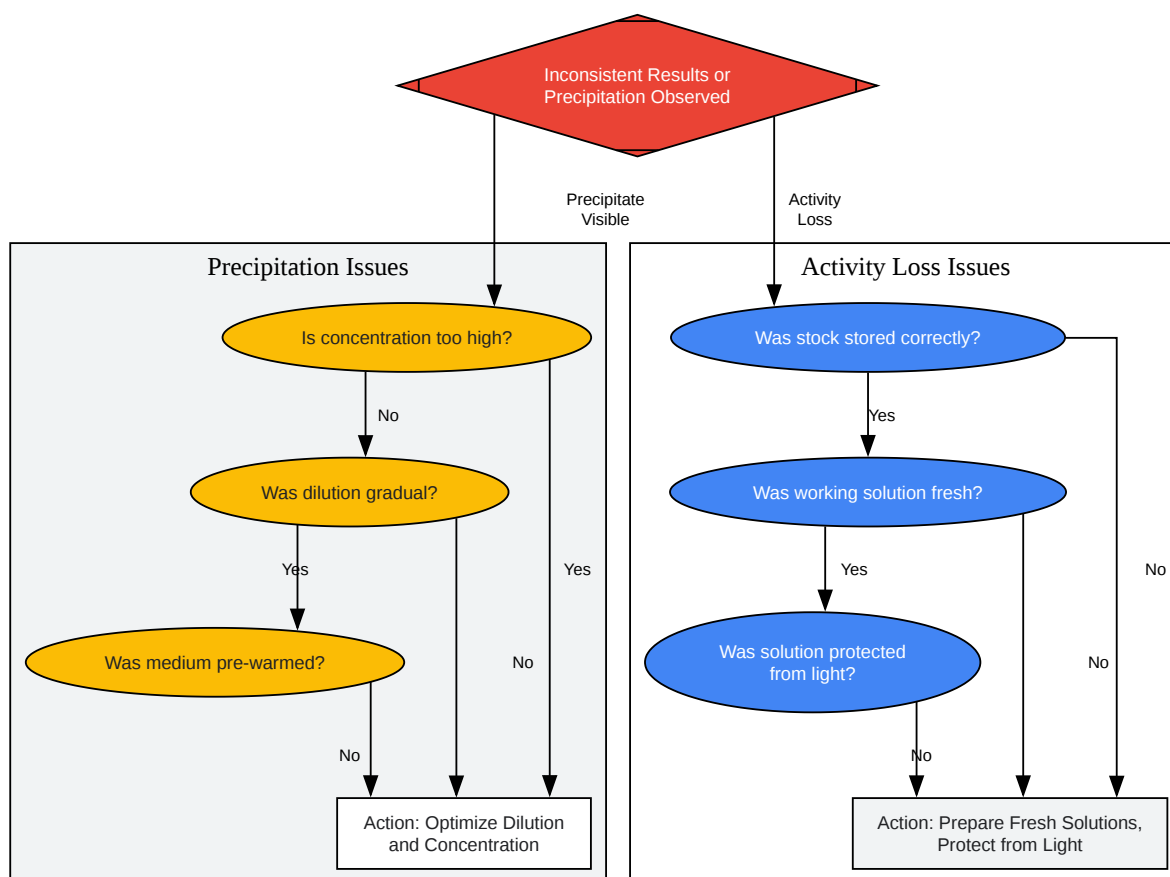 Inconsistent Results or
Precipitation Observed
Precipitate
Visible
Activity
Loss
Precipitation Issues
Is concentration too high?
No
Was dilution gradual?
Yes
Yes
Was medium pre-warmed?
No
No
Action: Optimize Dilution
and Concentration
Activity Loss Issues
Was stock stored correctly?
Yes
Was working solution fresh?
Yes
No
Was solution protected
from light?
No
No
Action: Prepare Fresh Solutions,
Protect from Light